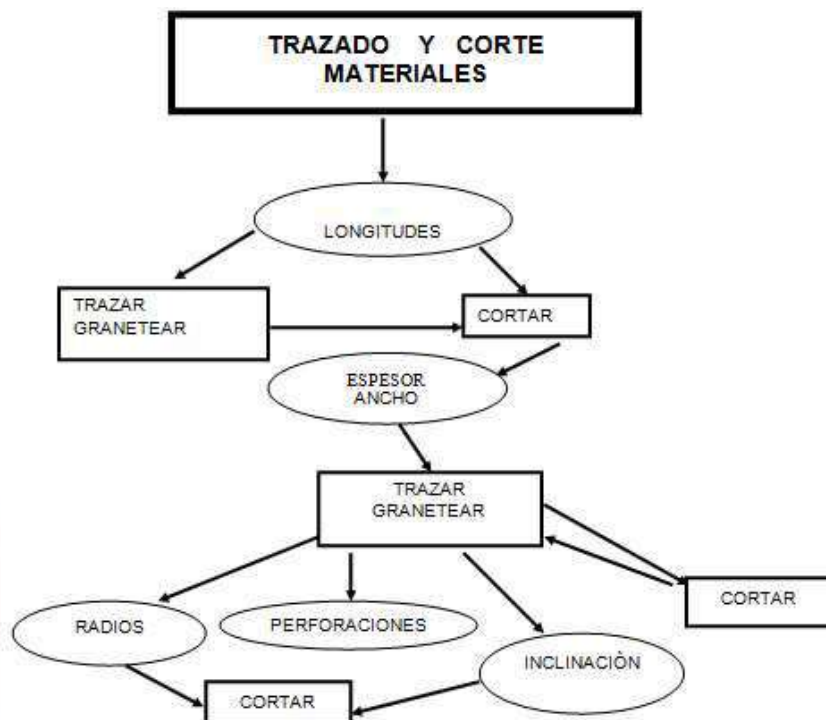 TRAZADO Y CORTE
MATERIALES
LONGITUDES
TRAZAR
GRANETEAR
CORTAR
ESPESOR
ANCHO
TRAZAR
GRANETEAR
CORTAR
RADIOS
PERFORACIONES
INCLINACIÒN
CORTAR